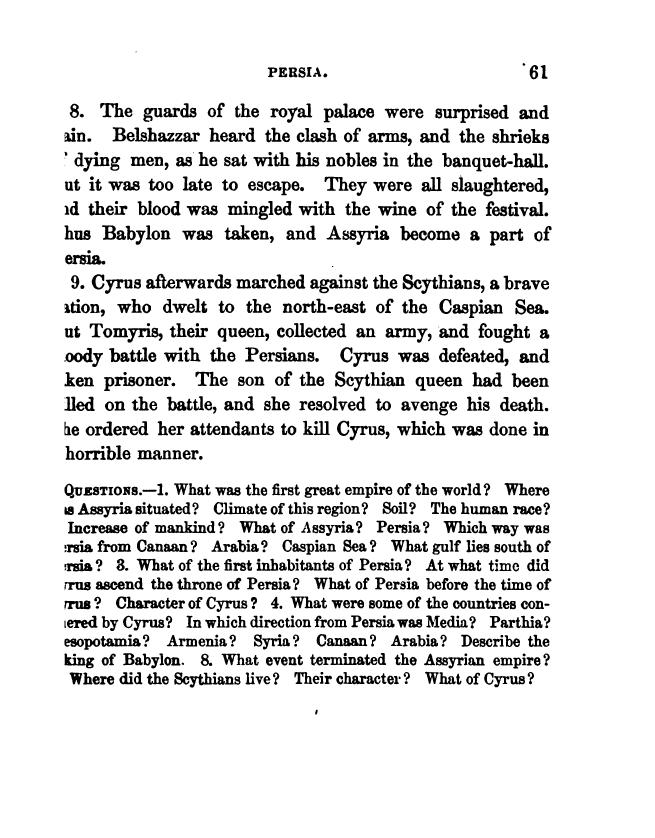 PERSIA. 61
8. The guards of the royal palace were surprised and
ain. Belshazzar heard the clash of arms, and the shrieks
' dying men, as he sat with his nobles in the banquet-hall.
ut it was too late to escape. They were all slaughtered,
nd their blood was mingled with the wine of the festival.
hus Babylon was taken, and Assyria become a part of
ersia.
9. Cyrus afterwards marched against the Scythians, a brave
ation, who dwelt to the north-east of the Caspian Sea.
ut Tomyris, their queen, collected an army, and fought a
oody battle with the Persians. Cyrus was defeated, and
ken prisoner. The son of the Scythian queen had been
lled on the battle, and she resolved to avenge his death.
he ordered her attendants to kill Cyrus, which was done in
horrible manner.
QUESTIONS.—1. What was the first great empire of the world? Where
as Assyria situated? Climate of this region? Soil? The human race?
Increase of mankind? What of Assyria? Persia? Which way was
ersia from Canaan? Arabia? Caspian Sea? What gulf lies south of
ersia? 3. What of the first inhabitants of Persia? At what time did
yrus ascend the throne of Persia? What of Persia before the time of
yrus? Character of Cyrus? 4. What were some of the countries con-
ered by Cyrus? In which direction from Persia was Media? Parthia?
esopotamia? Armenia? Syria? Canaan? Arabia? Describe the
king of Babylon. 8. What event terminated the Assyrian empire?
Where did the Scythians live? Their character? What of Cyrus?